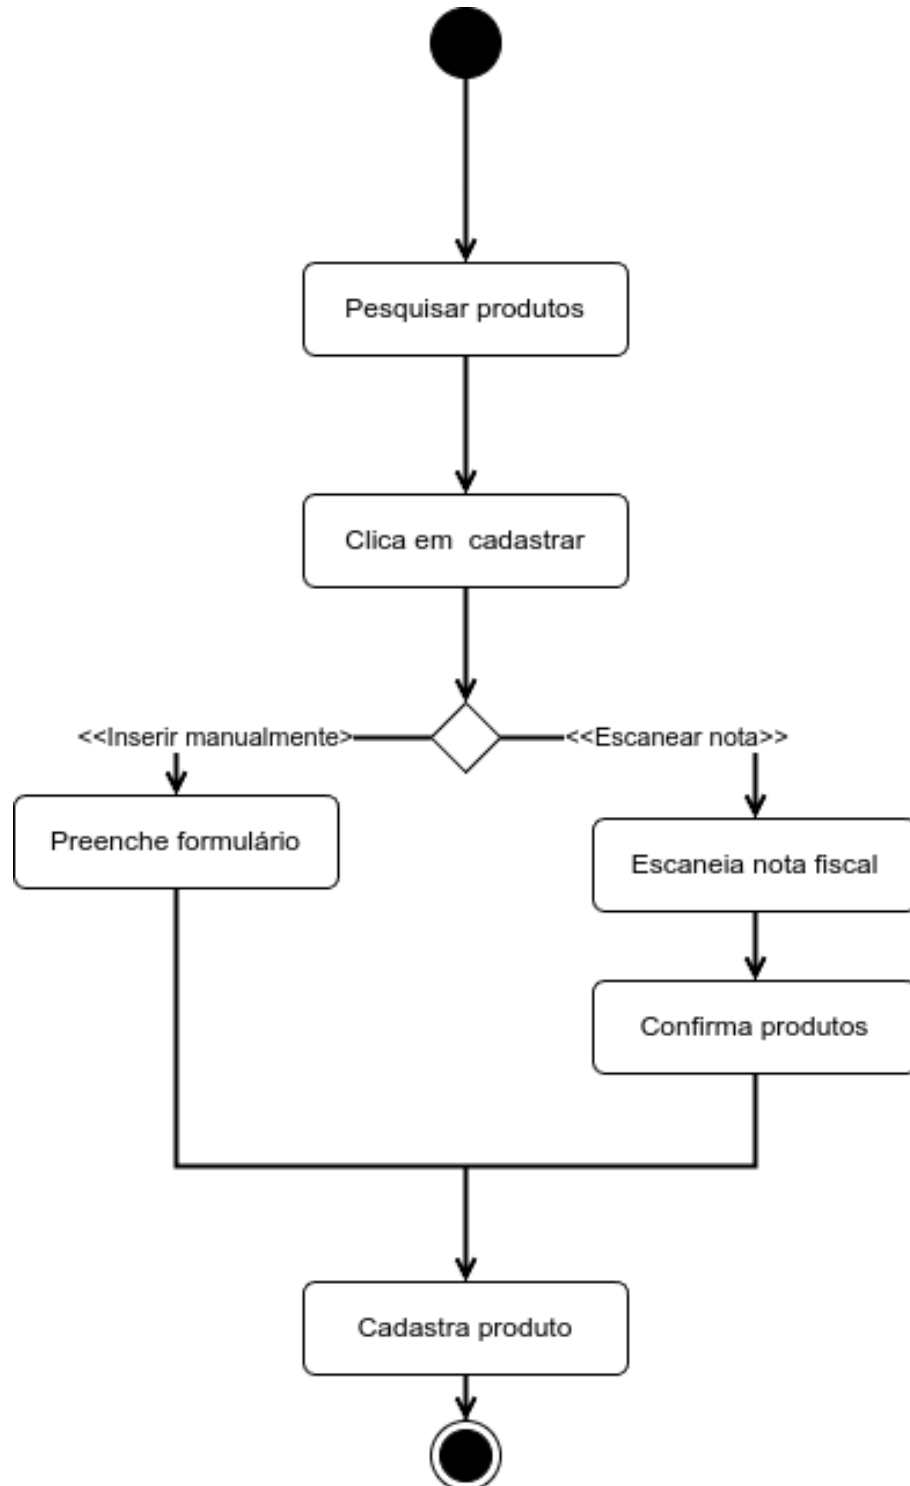 Pesquisar produtos
Clica em  cadastrar
<<Inserir manualmente>
<<Escanear nota>>
Preenche formulário
Escaneia nota fiscal
Confirma produtos
Cadastra produto